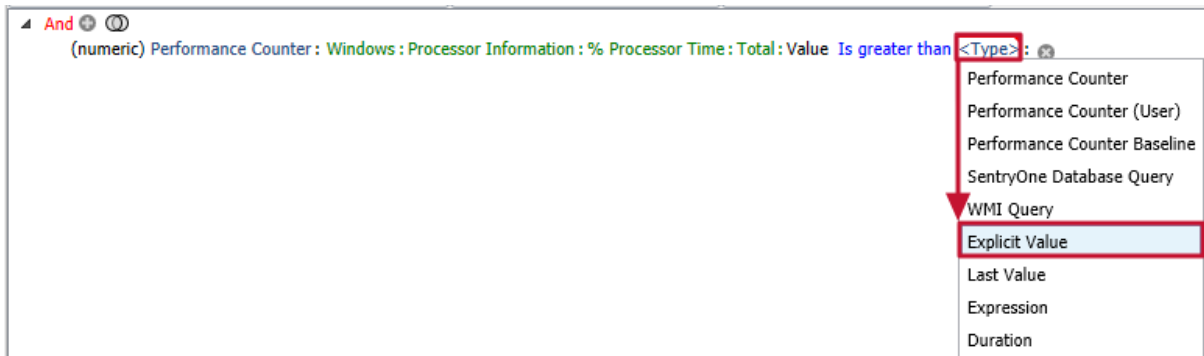 And
(numeric) Performance Counter : Windows : Processor Information : % Processor Time : Total : Value Is greater than <Type> :
Performance Counter
Performance Counter (User)
Performance Counter Baseline
SentryOne Database Query
WMI Query
Explicit Value
Last Value
Expression
Duration